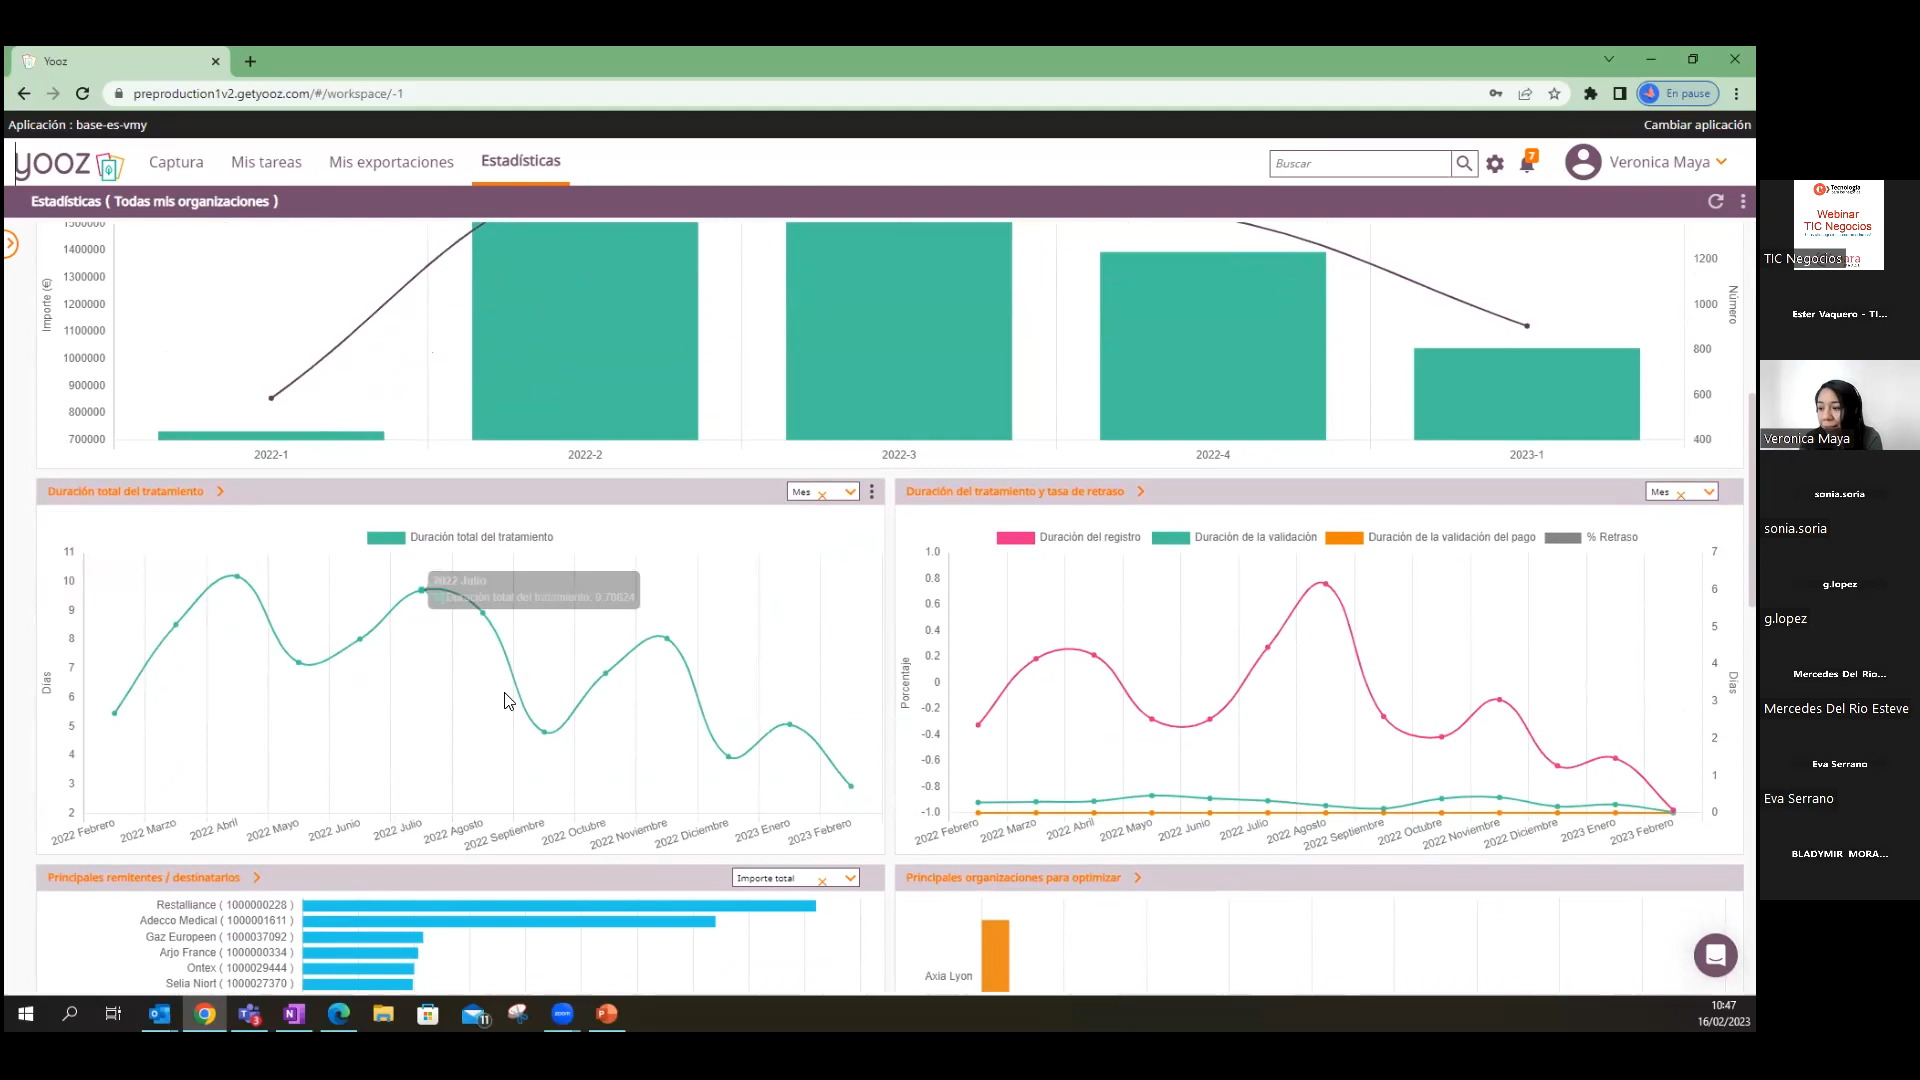 Yooz
preproduction1v2.getyooz.com/#/workspace/-1
En pause
Aplicación : base-es-vmy
Cambiar aplicación
yooz
Captura
Mis tareas
Mis exportaciones
Estadísticas
Buscar
7
Veronica Maya
Estadísticas ( Todas mis organizaciones )
Importe (€)
1500000
1400000
1300000
1200000
1100000
1000000
900000
800000
700000
1200
1000
800
600
400
Número
2022-1
2022-2
2022-3
2022-4
2023-1
Duración total del tratamiento
Mes
Duración total del tratamiento
Días
11
10
9
8
7
6
5
4
3
2
2022 Julio
Duración total del tratamiento: 9.70824
2022 Febrero
2022 Marzo
2022 Abril
2022 Mayo
2022 Junio
2022 Julio
2022 Agosto
2022 Septiembre
2022 Octubre
2022 Noviembre
2022 Diciembre
2023 Enero
2023 Febrero
Duración del tratamiento y tasa de retraso
Mes
Duración del registro
Duración de la validación
Duración de la validación del pago
% Retraso
Porcentaje
1.0
0.8
0.6
0.4
0.2
0
-0.2
-0.4
-0.6
-0.8
-1.0
7
6
5
4
3
2
1
0
Días
2022 Febrero
2022 Marzo
2022 Abril
2022 Mayo
2022 Junio
2022 Julio
2022 Agosto
2022 Septiembre
2022 Octubre
2022 Noviembre
2022 Diciembre
2023 Enero
2023 Febrero
Principales remitentes / destinatarios
Importe total
Restalliance ( 1000000228 )
Adecco Medical ( 1000001611 )
Gaz Europeen ( 1000037092 )
Arjo France ( 1000000334 )
Ontex ( 1000029444 )
Selia Niort ( 1000027370 )
Principales organizaciones para optimizar
Axia Lyon
3
11
zoom
10:47
16/02/2023
Tecnología
Webinar
TIC Negocios
TIC Negocios
Ester Vaquero - TI...
Veronica Maya
sonia.soria
sonia.soria
g.lopez
g.lopez
Mercedes Del Rio...
Mercedes Del Rio Esteve
Eva Serrano
Eva Serrano
BLADYMIR MORA...